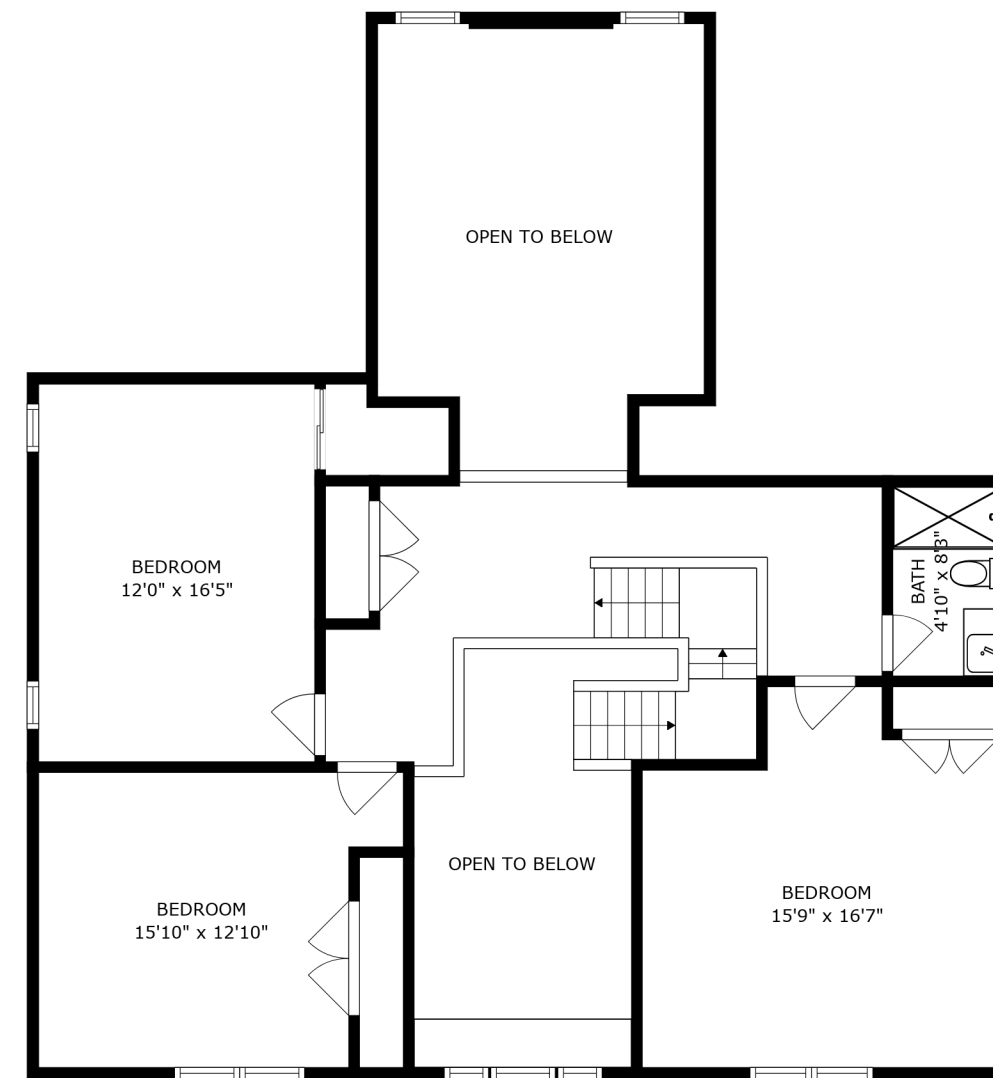 OPEN TO BELOW
BEDROOM
12'0" x 16'5"
BATH
4'10" x 8'3"
OPEN TO BELOW
BEDROOM
15'9" x 16'7"
BEDROOM
15'10" x 12'10"